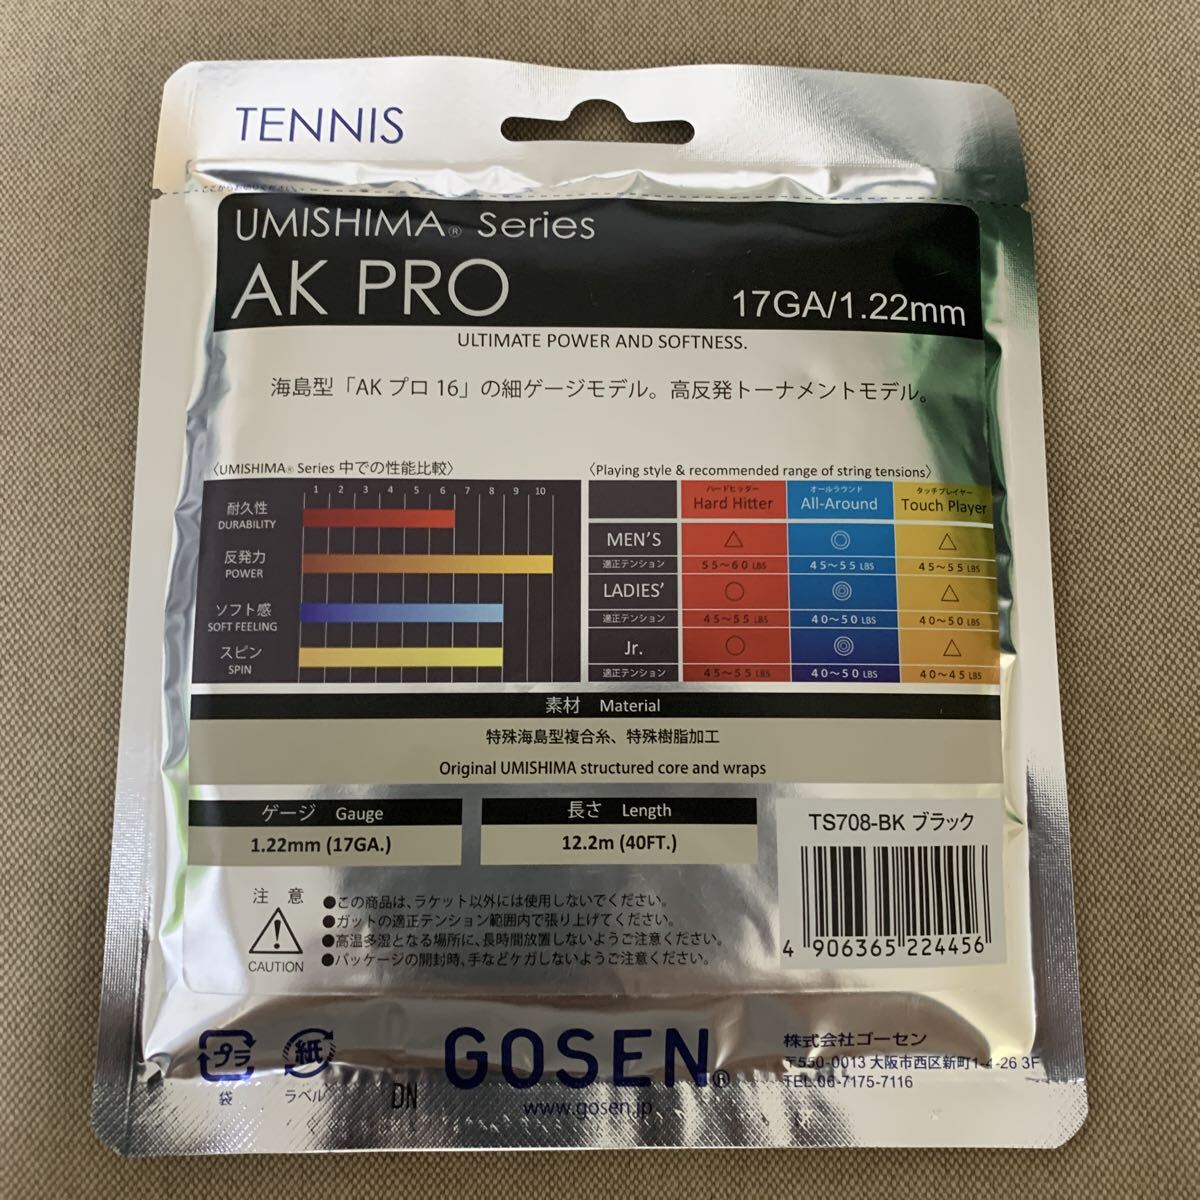 TENNIS
ここからお切りください。
UMISHIMA® Series
AK PRO
17GA/1.22mm
ULTIMATE POWER AND SOFTNESS.
海島型「AK プロ 16」の細ゲージモデル。高反発トーナメントモデル。
〈UMISHIMA® Series 中での性能比較〉
1 2 3 4 5 6 7 8 9 10
耐久性
DURABILITY
反発力
POWER
ソフト感
SOFT FEELING
スピン
SPIN
〈Playing style & recommended range of string tensions〉
ハードヒッター オールラウンド タッチプレイヤー
Hard Hitter All-Around Touch Player
MEN'S △ ◎ △
適正テンション 55～60 LBS 45～55 LBS 45～55 LBS
LADIES' ○ ◎ △
適正テンション 45～55 LBS 40～50 LBS 40～50 LBS
Jr. ○ ◎ △
適正テンション 45～55 LBS 40～50 LBS 40～45 LBS
素材 Material
特殊海島型複合糸、特殊樹脂加工
Original UMISHIMA structured core and wraps
ゲージ Gauge
1.22mm (17GA.)
長さ Length
12.2m (40FT.)
TS708-BK ブラック
4 906365 224456
注 意
CAUTION
●この商品は、ラケット以外には使用しないでください。
●ガットの適正テンション範囲内で張り上げてください。
●高温多湿となる場所に、長時間放置しないようご注意ください。
●パッケージの開封時、手などケガしないようご注意ください。
プラ
袋
紙
ラベル
DN
GOSEN®
www.gosen.jp
株式会社ゴーセン
〒550-0013 大阪市西区新町1-4-26 3F
TEL.06-7175-7116